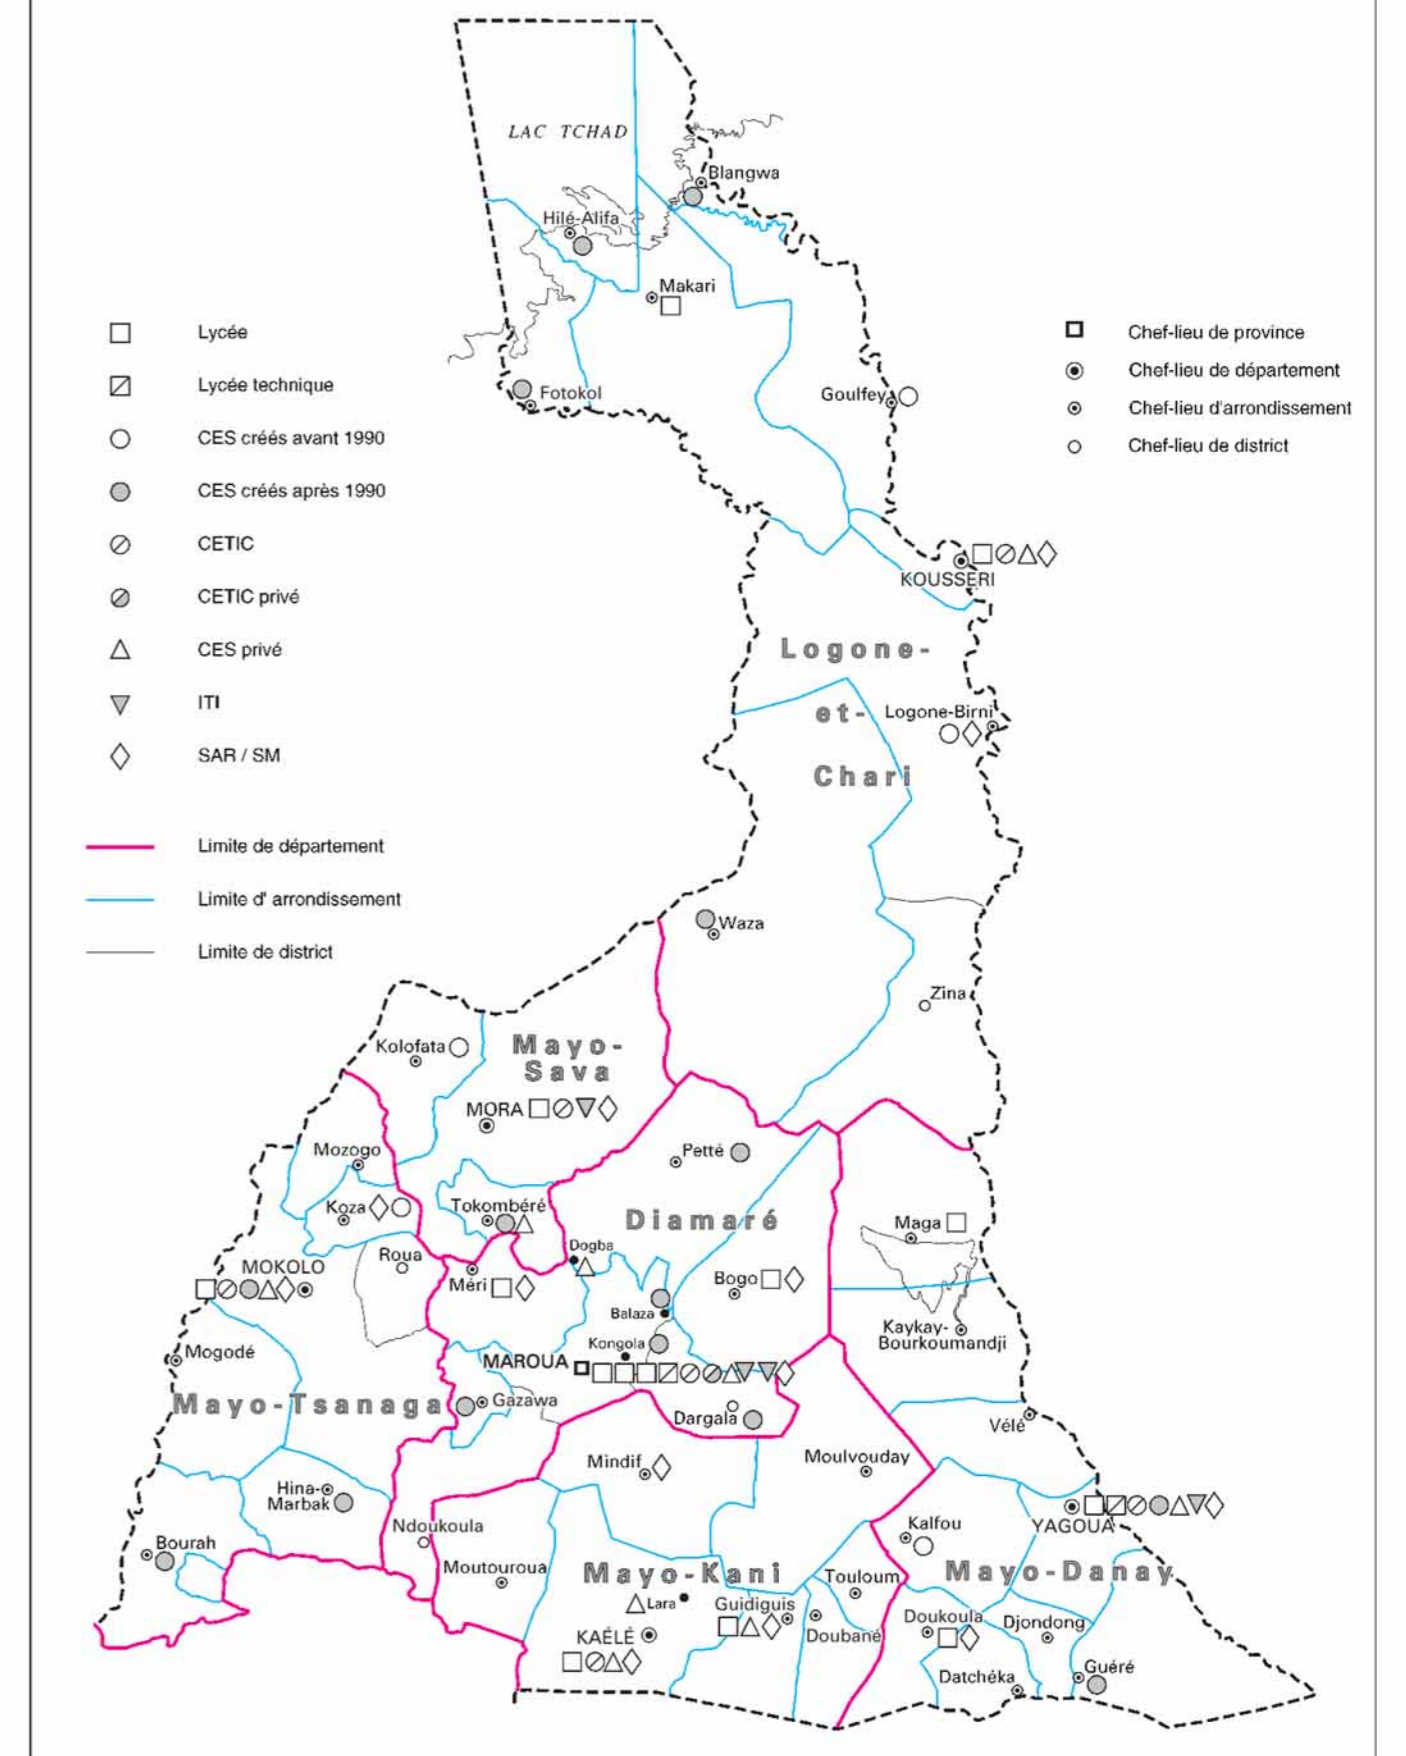 LAC TCHAD
Blangwa
Hilé-Alifa
Makari
Fotokol
Goulfey
Lycée
Lycée technique
CES créés avant 1990
CES créés après 1990
CETIC
CETIC privé
CES privé
ITI
SAR / SM
Limite de département
Limite d' arrondissement
Limite de district
Chef-lieu de province
Chef-lieu de département
Chef-lieu d'arrondissement
Chef-lieu de district
KOUSSERI
Logone-
et-
Chari
Logone-Birni
Waza
Zina
Kolofata
Mayo-
Sava
MORA
Mozogo
Petté
Koza
Tokombéré
Diamaré
Maga
Roua
Dogba
MOKOLO
Méri
Bogo
Balaza
Kaykay-
Bourkoumandji
Kongola
Mogodé
MAROUA
Mayo-Tsanaga
Gazawa
Dargala
Vélé
Mindif
Moulvouday
Hina-
Marbak
YAGOUA
Ndoukoula
Kalfou
Bourah
Moutouroua
Mayo-Kani
Mayo-Danay
Touloum
Lara
Guidiguis
Doukoula
Djondong
KAÉLÉ
Doubané
Datchéka
Guéré